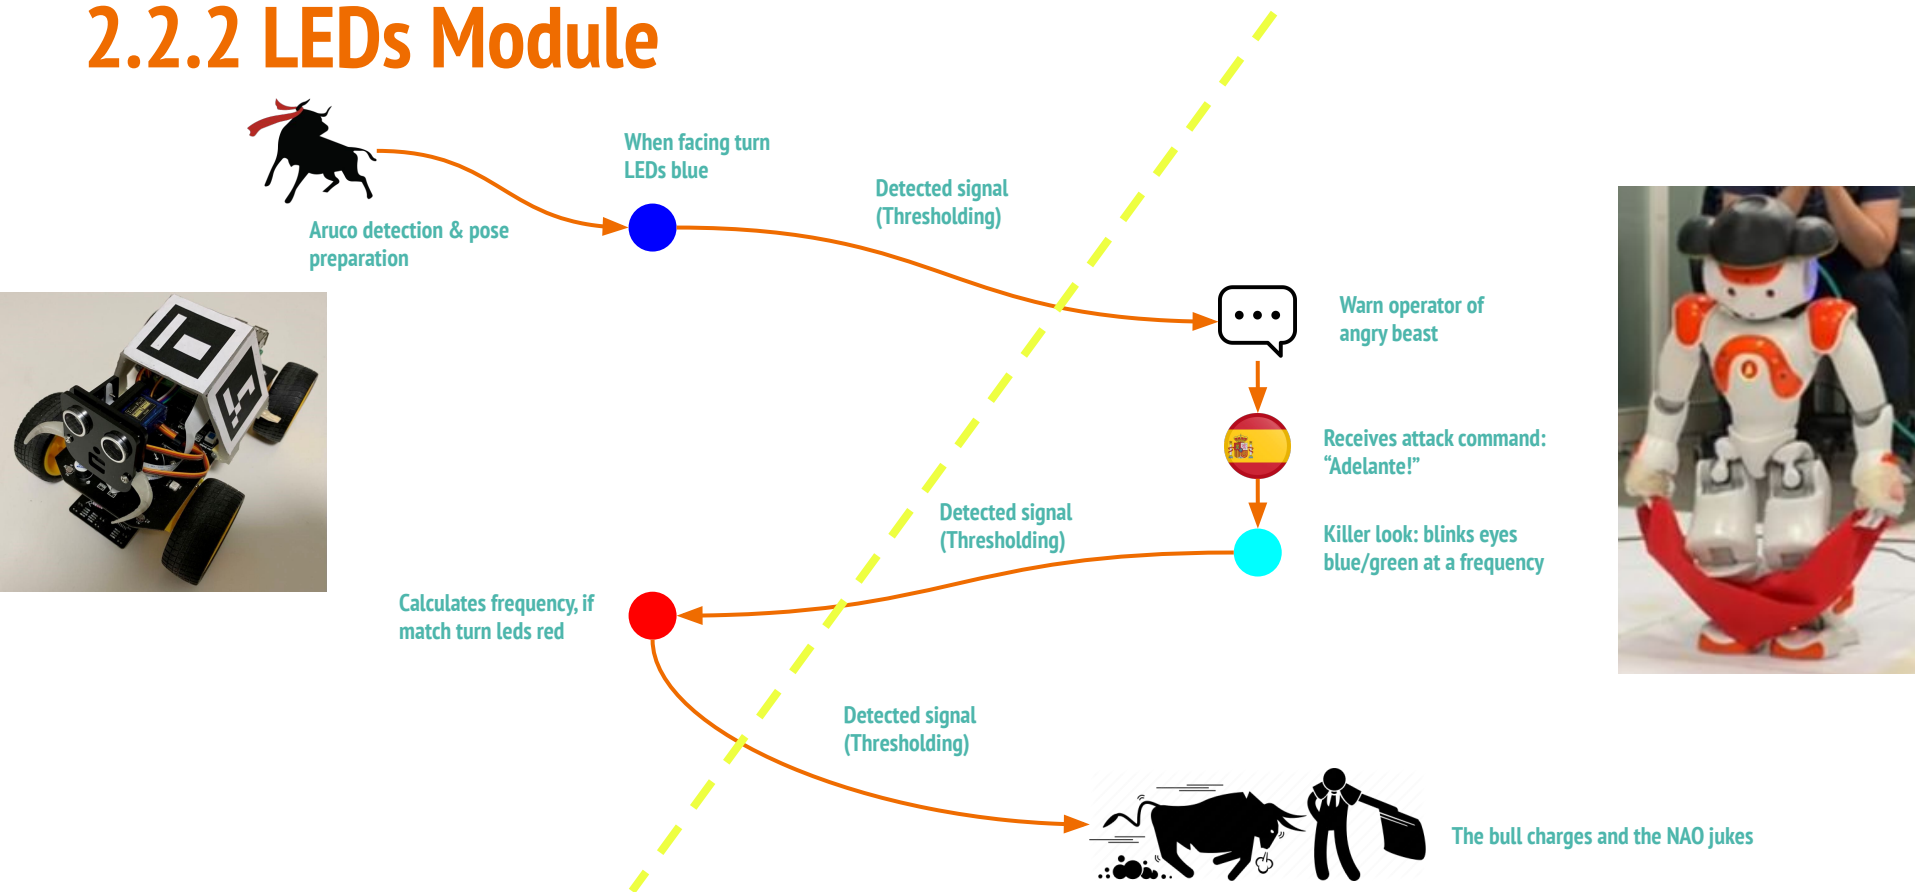 2.2.2 LEDs Module
When facing turn
LEDs blue
Detected signal
(Thresholding)
Aruco detection & pose
preparation
Warn operator of
angry beast
Receives attack command:
“Adelante!”
Detected signal
(Thresholding)
Killer look: blinks eyes
blue/green at a frequency
Calculates frequency, if
match turn leds red
Detected signal
(Thresholding)
The bull charges and the NAO jukes